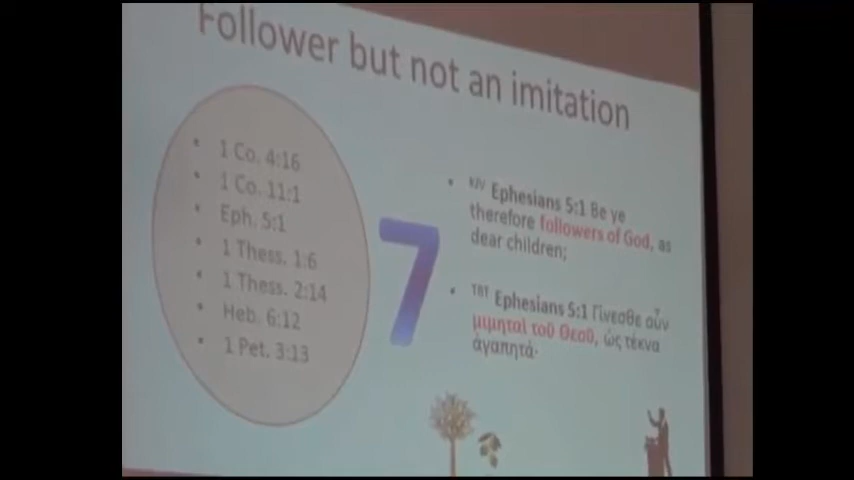 Follower but not an imitation
• 1 Co. 4:16
• 1 Co. 11:1
• Eph. 5:1
• 1 Thess. 1:6
• 1 Thess. 2:14
• Heb. 6:12
• 1 Pet. 3:13
7
• KJV Ephesians 5:1 Be ye
therefore followers of God, as
dear children;
• TBT Ephesians 5:1 Γίνεσθε οὖν
μιμηταὶ τοῦ Θεοῦ, ὡς τέκνα
ἀγαπητά·